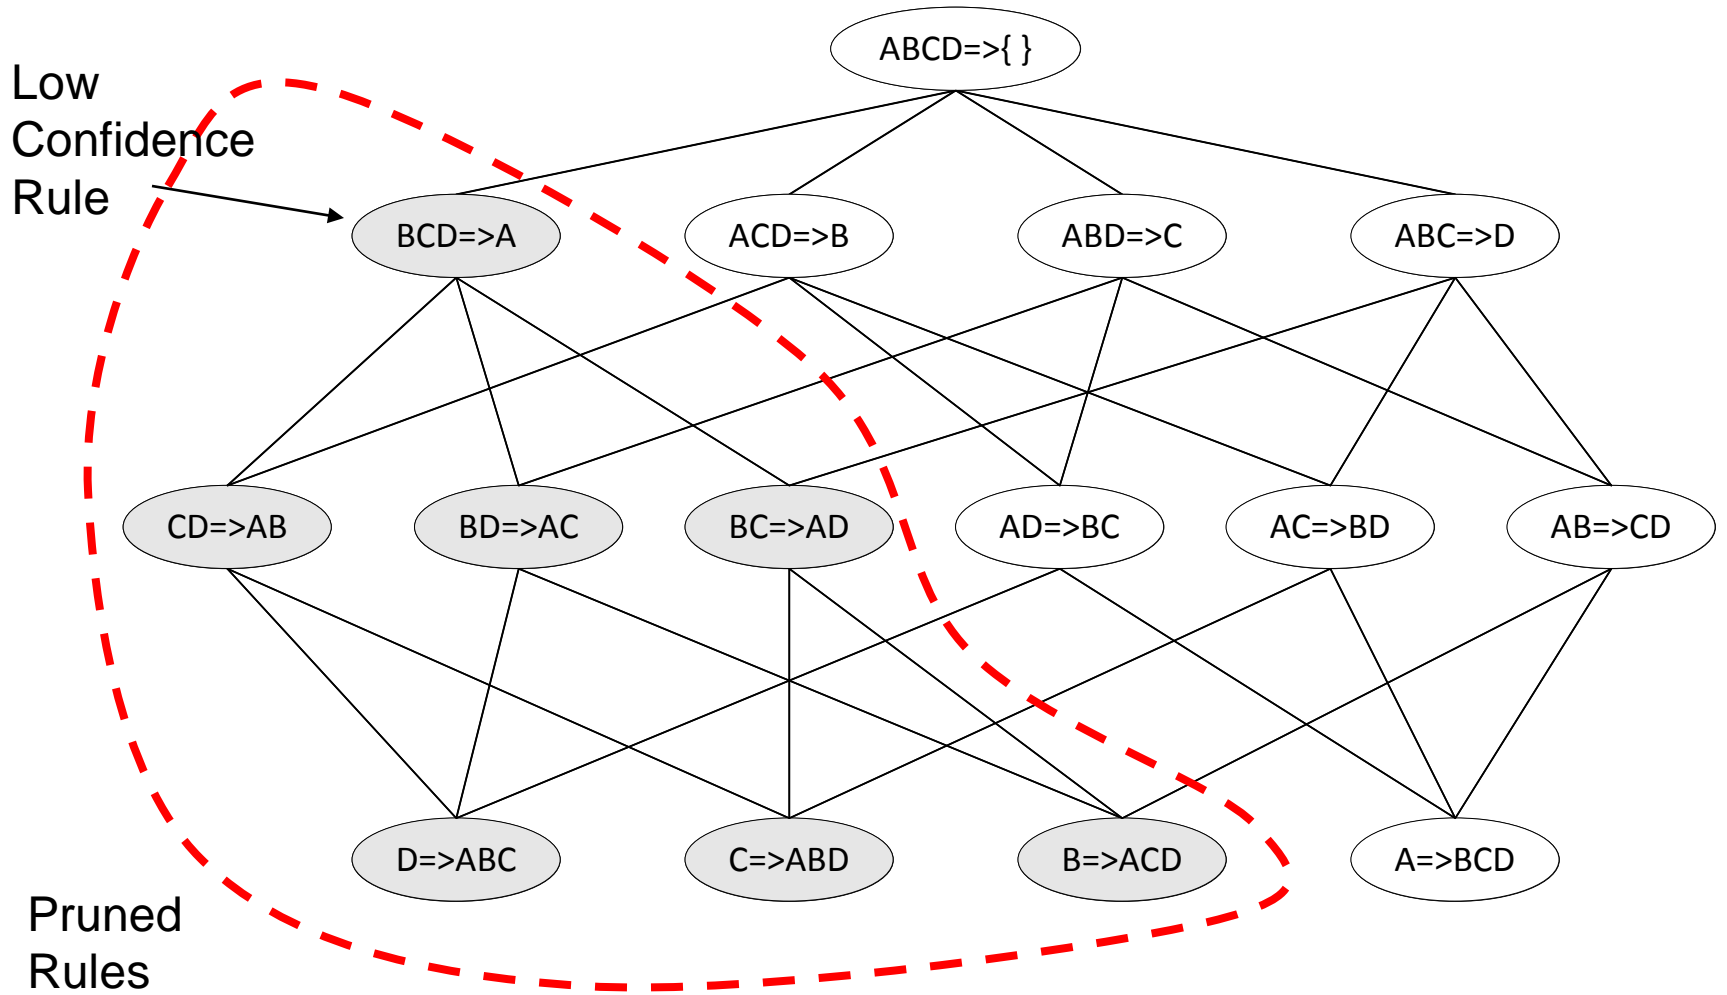 ABCD=>{ }
Low
Confidence
Rule
BCD=>A
ACD=>B
ABD=>C
ABC=>D
CD=>AB
BD=>AC
BC=>AD
AD=>BC
AC=>BD
AB=>CD
D=>ABC
C=>ABD
B=>ACD
A=>BCD
Pruned
Rules